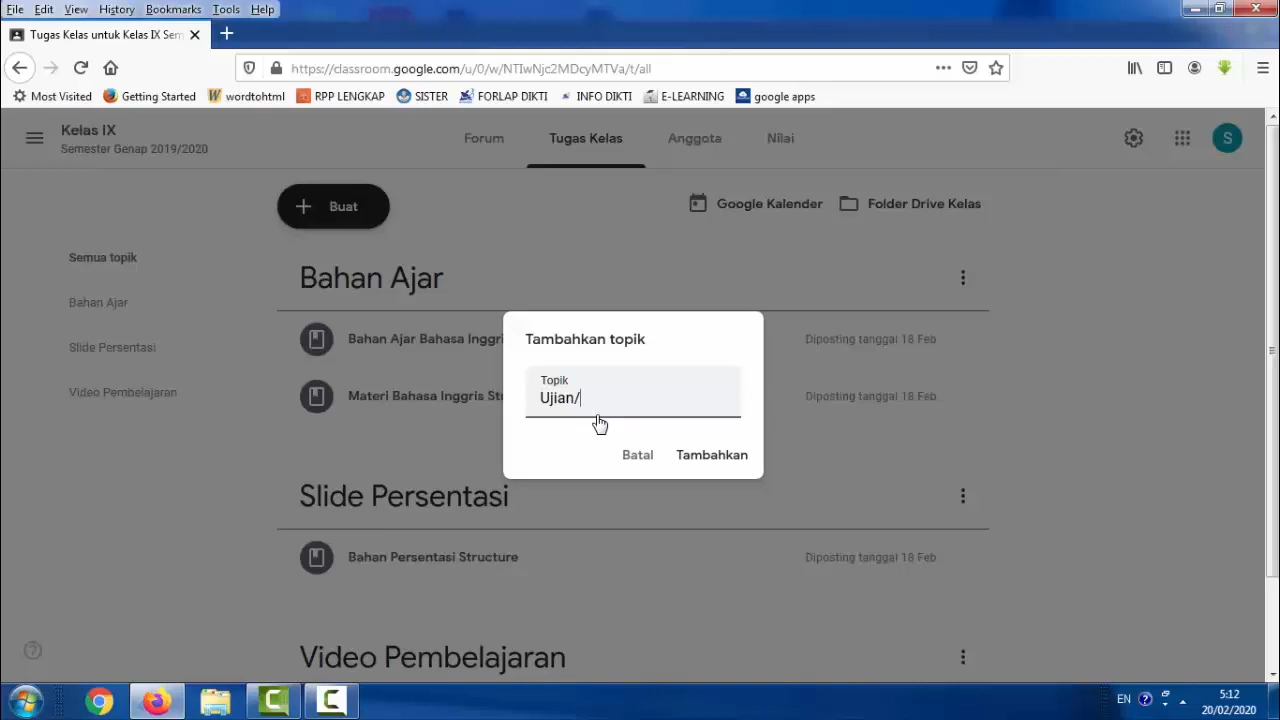 File Edit View History Bookmarks Tools Help
Tugas Kelas untuk Kelas IX Sem
https://classroom.google.com/u/0/w/NTIwNjc2MDcyMTVa/t/all
Most Visited Getting Started wordtohtml RPP LENGKAP SISTER FORLAP DIKTI INFO DIKTI E-LEARNING google apps
Kelas IX
Semester Genap 2019/2020
Forum Tugas Kelas Anggota Nilai
S
Buat
Google Kalender Folder Drive Kelas
Semua topik
Bahan Ajar
Slide Persentasi
Video Pembelajaran
Bahan Ajar
Bahan Ajar Bahasa Inggri
Diposting tanggal 18 Feb
Materi Bahasa Inggris Stu
Diposting tanggal 18 Feb
Tambahkan topik
Topik
Ujian/
Batal Tambahkan
Slide Persentasi
Bahan Persentasi Structure
Diposting tanggal 18 Feb
Video Pembelajaran
EN
5:12
20/02/2020